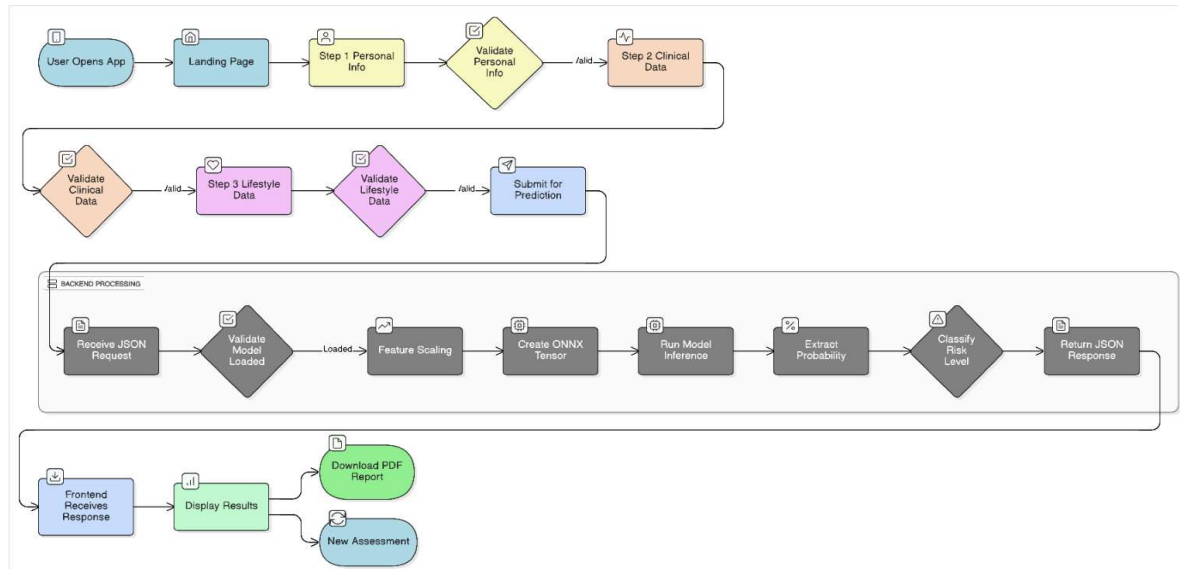 User Opens App
Landing Page
Step 1 Personal
Info
Validate
Personal
Info
Valid
Step 2 Clinical
Data
Validate
Clinical
Data
Valid
Step 3 Lifestyle
Data
Validate
Lifestyle
Data
Valid
Submit for
Prediction
BACKEND PROCESSING
Receive JSON
Request
Validate
Model
Loaded
Loaded
Feature Scaling
Create ONNX
Tensor
Run Model
Inference
%
Extract
Probability
Classify
Risk
Level
Return JSON
Response
Frontend
Receives
Response
Display Results
Download PDF
Report
New Assessment